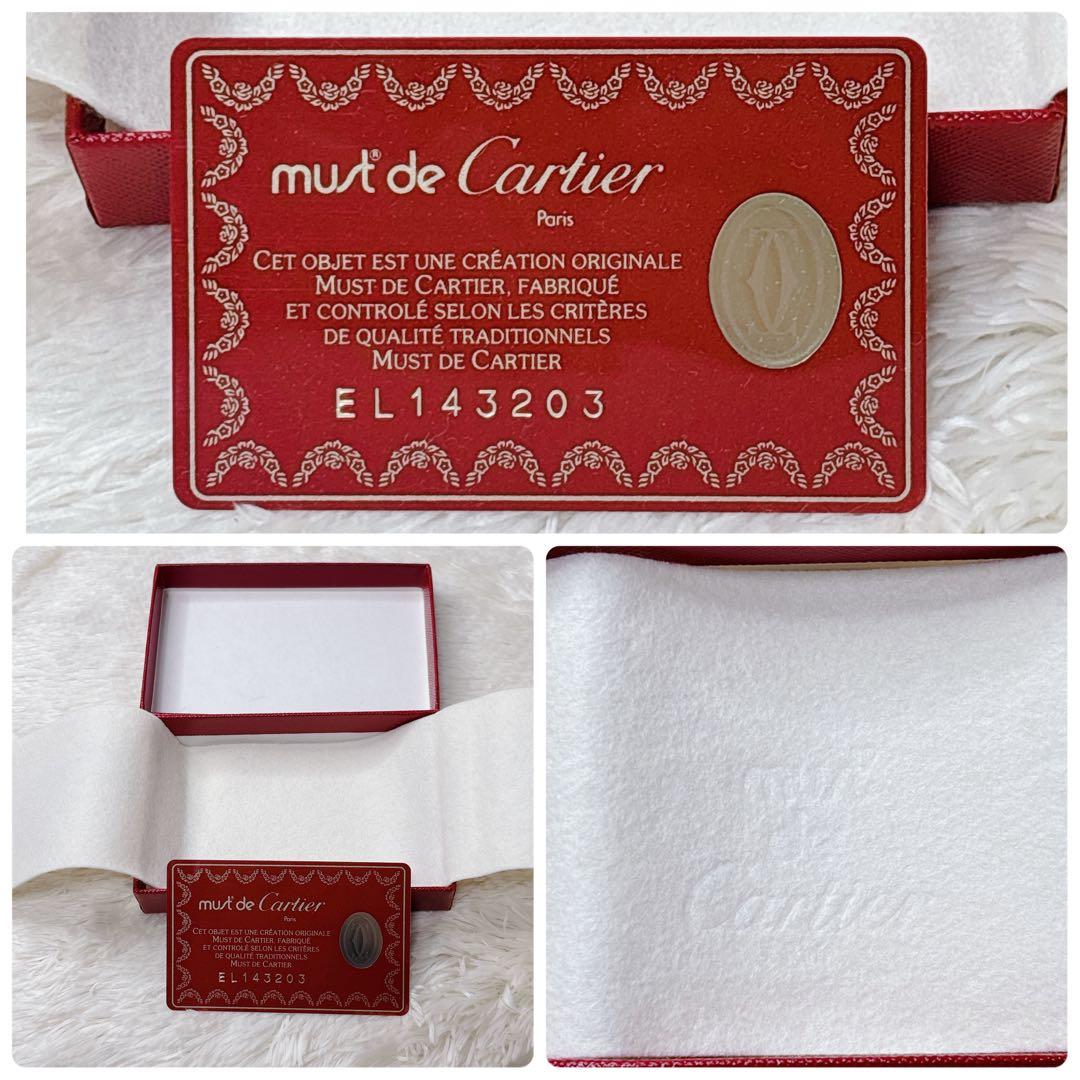 must® de Cartier
Paris
CET OBJET EST UNE CRÉATION ORIGINALE
MUST DE CARTIER, FABRIQUÉ
ET CONTROLÉ SELON LES CRITÈRES
DE QUALITÉ TRADITIONNELS
MUST DE CARTIER
EL143203
must de Cartier
Paris
CET OBJET EST UNE CRÉATION ORIGINALE
MUST DE CARTIER, FABRIQUÉ
ET CONTROLÉ SELON LES CRITÈRES
DE QUALITÉ TRADITIONNELS
MUST DE CARTIER
EL143203
must
de
Cartier